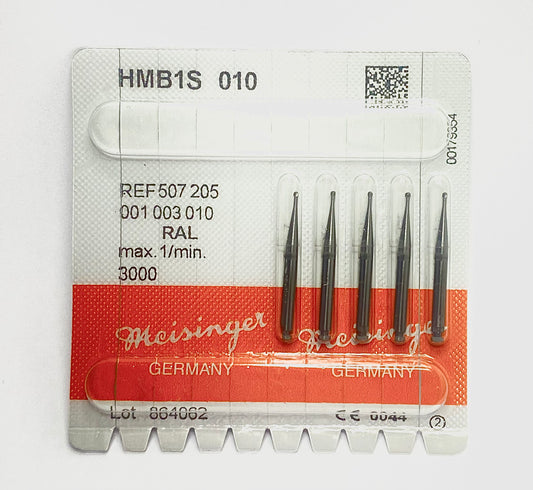 HMB1S 010
00179354
REF 507 205
001 003 010
RAL
max. 1/min.
3000
Meisinger Meisinger
GERMANY GERMANY
Lot 864062 CE 0044 2